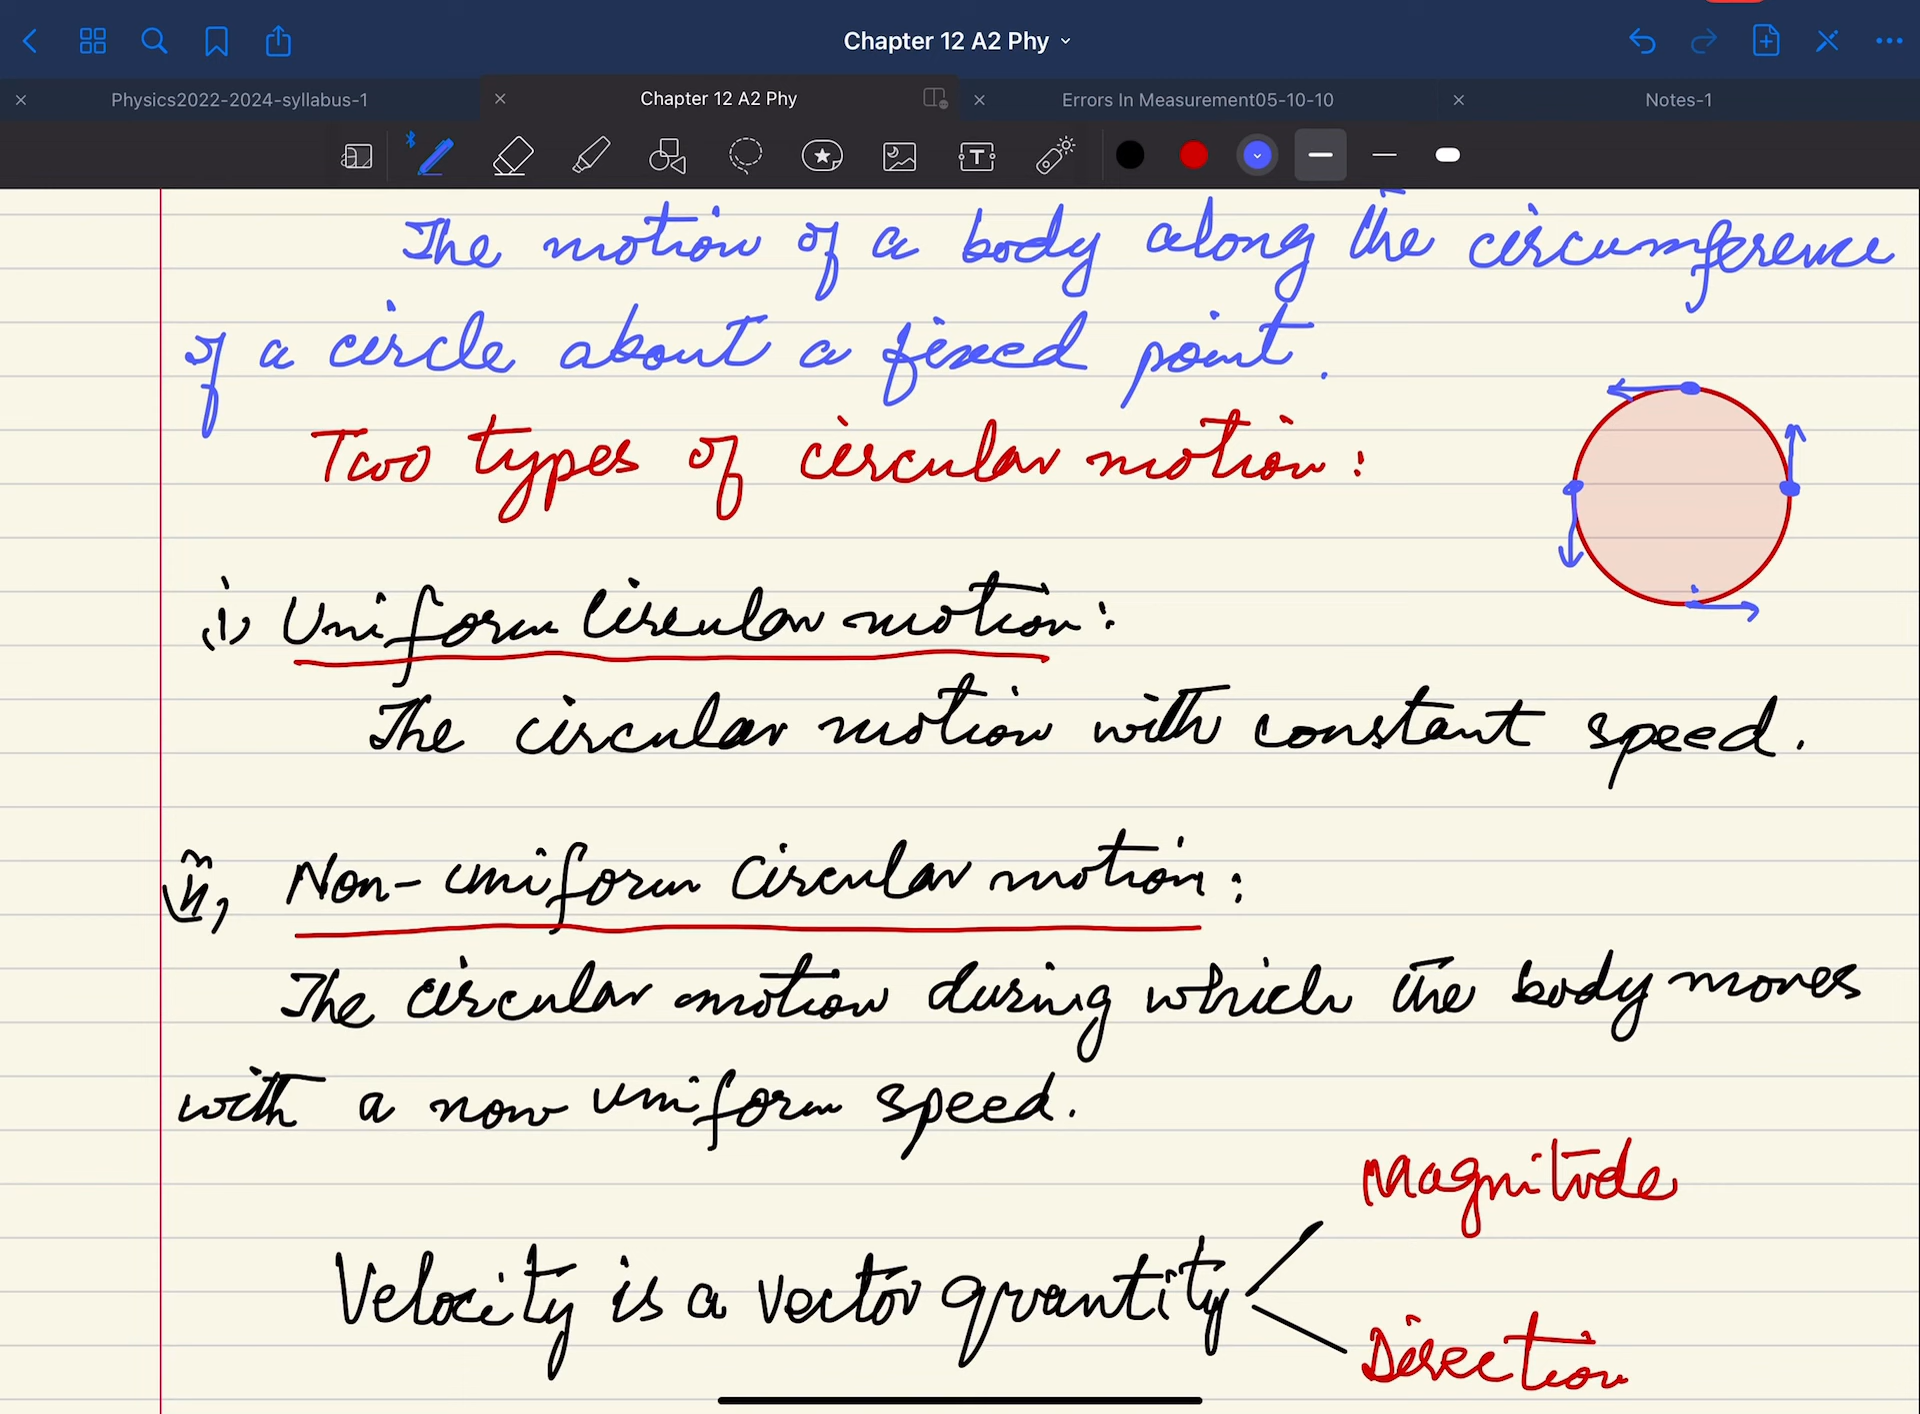 Chapter 12 A2 Phy
Physics2022-2024-syllabus-1
Chapter 12 A2 Phy
Errors In Measurement05-10-10
Notes-1
The motion of a body along the circumference
of a circle about a fixed point.
Two types of circular motion:
(i) Uniform Circular motion:
The circular motion with constant speed.
ii, Non-uniform Circular motion:
The circular motion during which the body moves
with a non uniform speed.
Magnitude
Velocity is a vector quantity
Direction